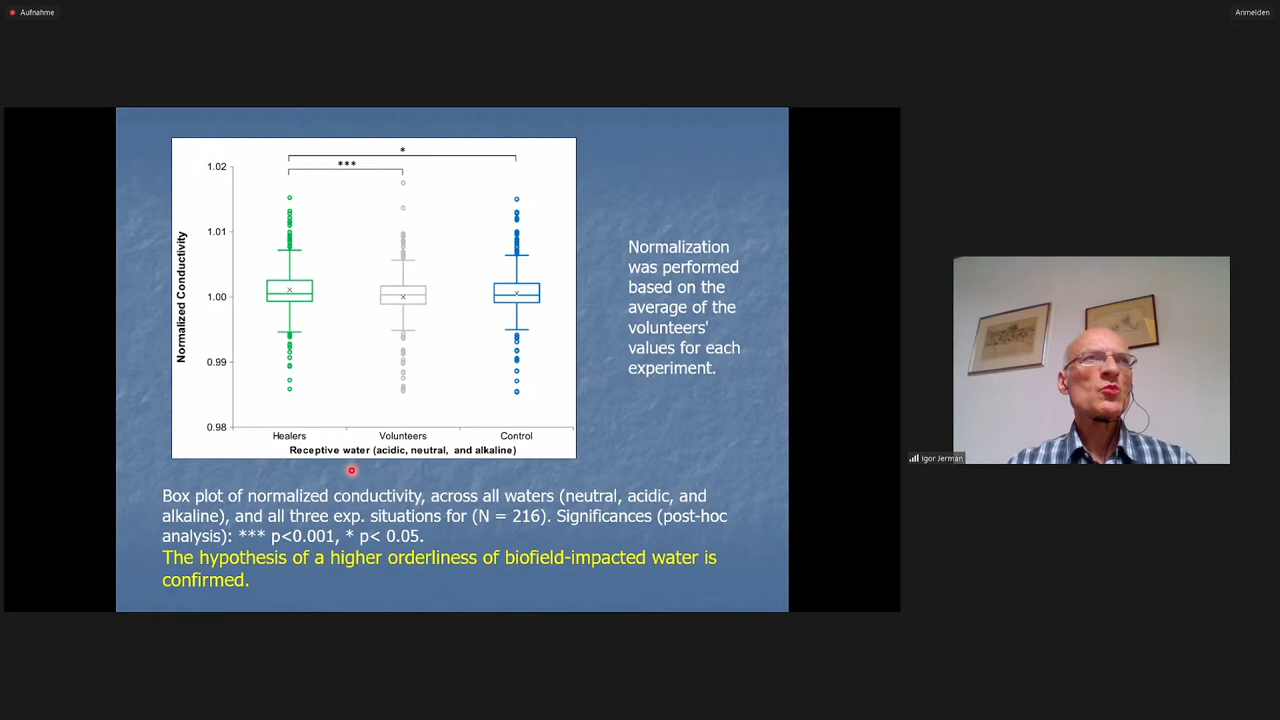 Aufnahme
Anmelden
*
***
1.02
1.01
1.00
0.99
0.98
Normalized Conductivity
Healers
Volunteers
Control
Receptive water (acidic, neutral, and alkaline)
Normalization
was performed
based on the
average of the
volunteers'
values for each
experiment.
Box plot of normalized conductivity, across all waters (neutral, acidic, and
alkaline), and all three exp. situations for (N = 216). Significances (post-hoc
analysis): *** p<0.001, * p< 0.05.
The hypothesis of a higher orderliness of biofield-impacted water is
confirmed.
Igor Jerman